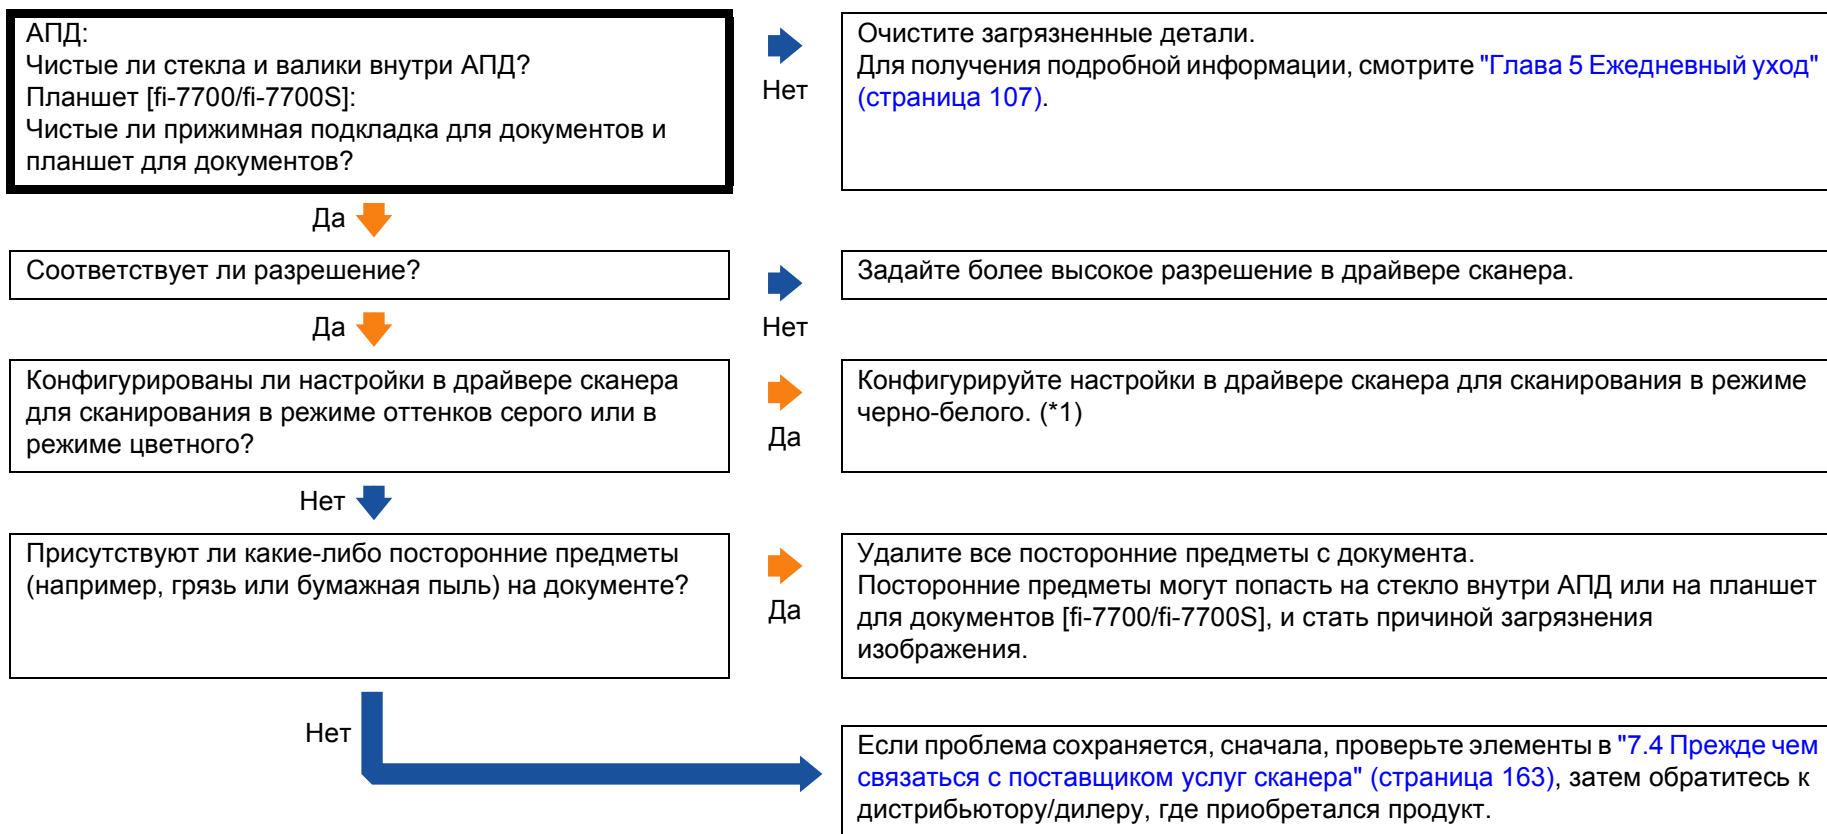 АПД:
Чистые ли стекла и валики внутри АПД?
Планшет [fi-7700/fi-7700S]:
Чистые ли прижимная подкладка для документов и
планшет для документов?
Нет
Очистите загрязненные детали.
Для получения подробной информации, смотрите "Глава 5 Ежедневный уход"
(страница 107).
Да
Соответствует ли разрешение?
Нет
Задайте более высокое разрешение в драйвере сканера.
Да
Конфигурированы ли настройки в драйвере сканера
для сканирования в режиме оттенков серого или в
режиме цветного?
Да
Конфигурируйте настройки в драйвере сканера для сканирования в режиме
черно-белого. (*1)
Нет
Присутствуют ли какие-либо посторонние предметы
(например, грязь или бумажная пыль) на документе?
Да
Удалите все посторонние предметы с документа.
Посторонние предметы могут попасть на стекло внутри АПД или на планшет
для документов [fi-7700/fi-7700S], и стать причиной загрязнения
изображения.
Нет
Если проблема сохраняется, сначала, проверьте элементы в "7.4 Прежде чем
связаться с поставщиком услуг сканера" (страница 163), затем обратитесь к
дистрибьютору/дилеру, где приобретался продукт.